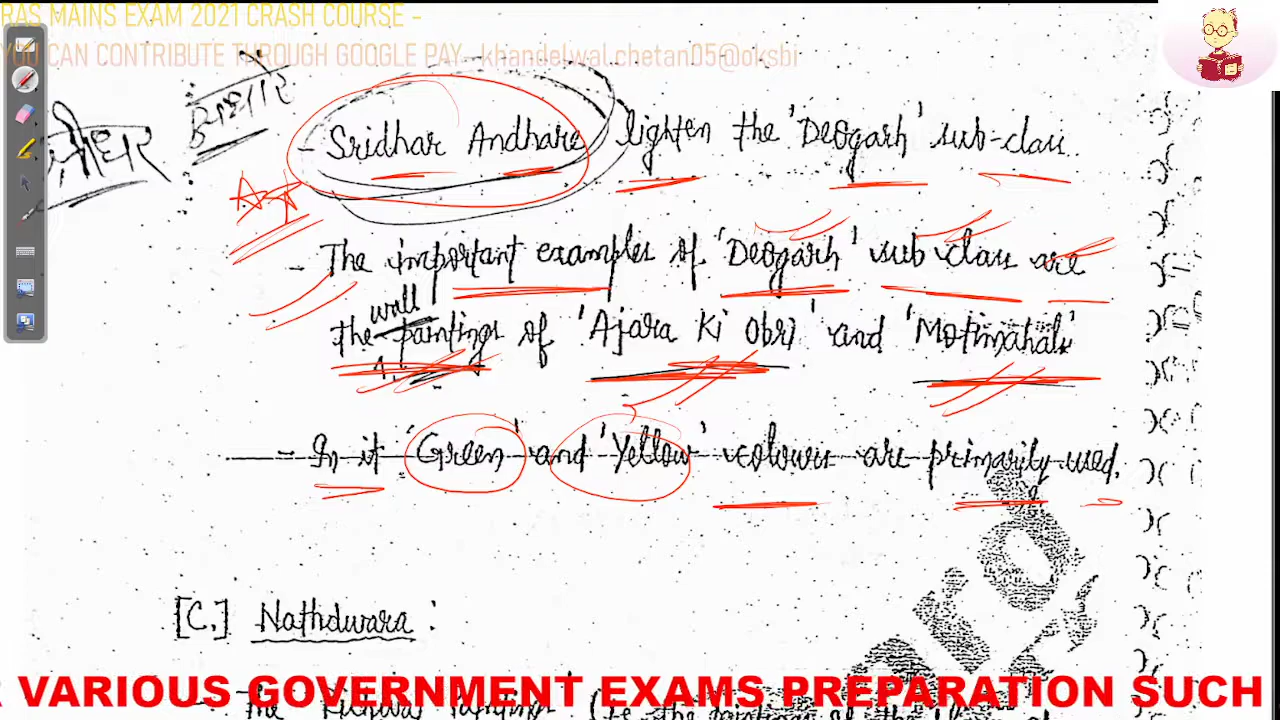 RAS MAINS EXAM 2021 CRASH COURSE -
YOU CAN CONTRIBUTE THROUGH GOOGLE PAY- khandelwal.chetan05@oksbi
श्रीधर अन्धारे
- Sridhar Andhare lighten the 'Deogarh' sub-class.
- The important examples of 'Deogarh' sub class are
the wall paintings of 'Ajara Ki Obri' and 'Motimahal'
- In it 'Green' and 'Yellow' colours are primarily used.
[C.] Nathdwara :
VARIOUS GOVERNMENT EXAMS PREPARATION SUCH